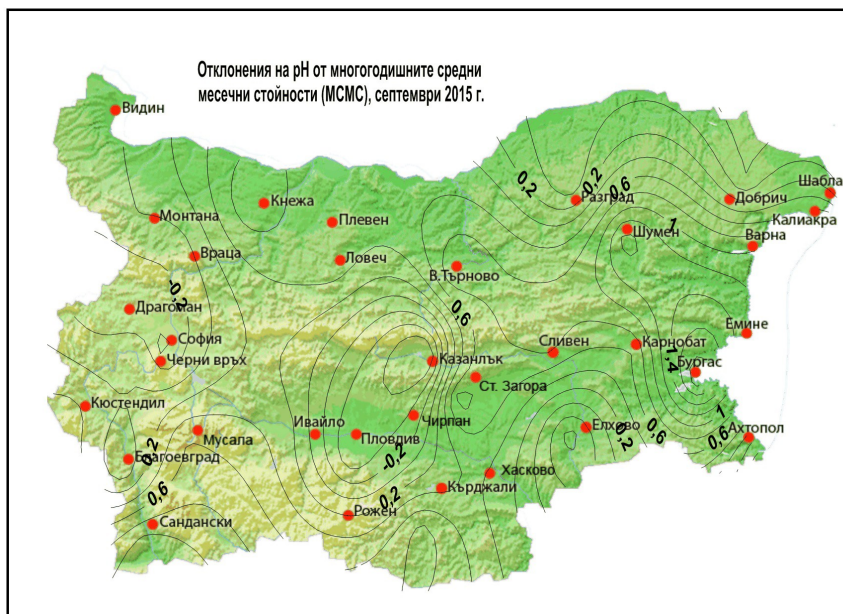 Отклонения на pH от многогодишните средни
месечни стойности (МСМС), септември 2015 г.
Видин
Шабла
0,2
-0,2
0,6
Разград
Добрич
Кнежа
Калиакра
Монтана
Плевен
1
Шумен
Варна
Враца
Ловеч
В.Търново
-0,2
Драгоман
0,6
Емине
София
Сливен
Карнобат
Черни връх
Казанлък
1,4
Бургас
Ст. Загора
Кюстендил
Чирпан
1
Мусала
Ивайло
Пловдив
Елхово
0,2
0,6
0,6
Ахтопол
0,2
Благоевград
-0,2
Хасково
0,6
0,2
Кърджали
Сандански
Рожен